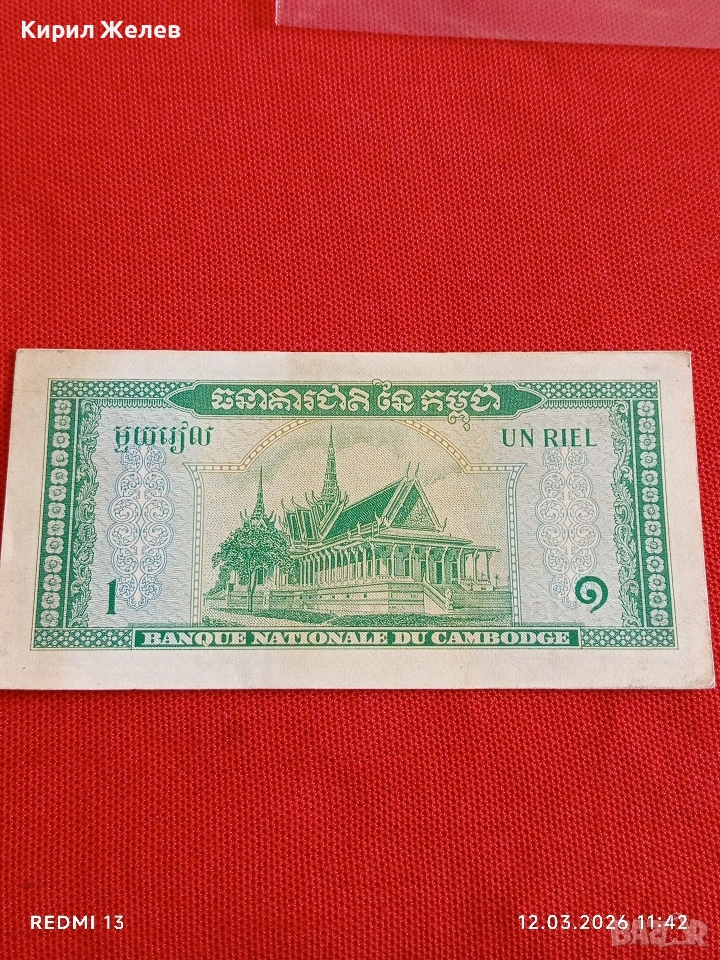 Кирил Желев
ធនាគារជាតិ នៃ កម្ពុជា
មួយរៀល
UN RIEL
1
១
BANQUE NATIONALE DU CAMBODGE
REDMI 13
12.03.2026 11:42
BAZAR